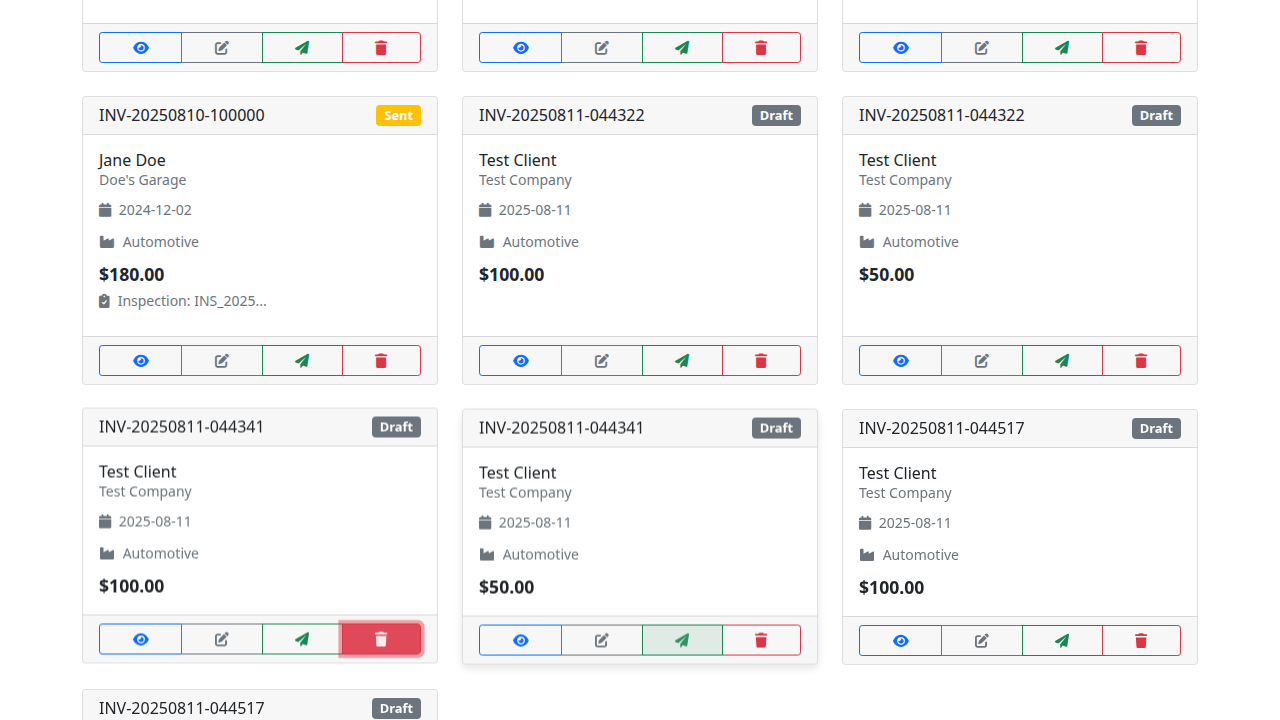 INV-20250810-100000 Sent
Jane Doe
Doe's Garage
2024-12-02
Automotive
$180.00
Inspection: INS_2025...
INV-20250811-044322 Draft
Test Client
Test Company
2025-08-11
Automotive
$100.00
INV-20250811-044322 Draft
Test Client
Test Company
2025-08-11
Automotive
$50.00
INV-20250811-044341 Draft
Test Client
Test Company
2025-08-11
Automotive
$100.00
INV-20250811-044341 Draft
Test Client
Test Company
2025-08-11
Automotive
$50.00
INV-20250811-044517 Draft
Test Client
Test Company
2025-08-11
Automotive
$100.00
INV-20250811-044517 Draft